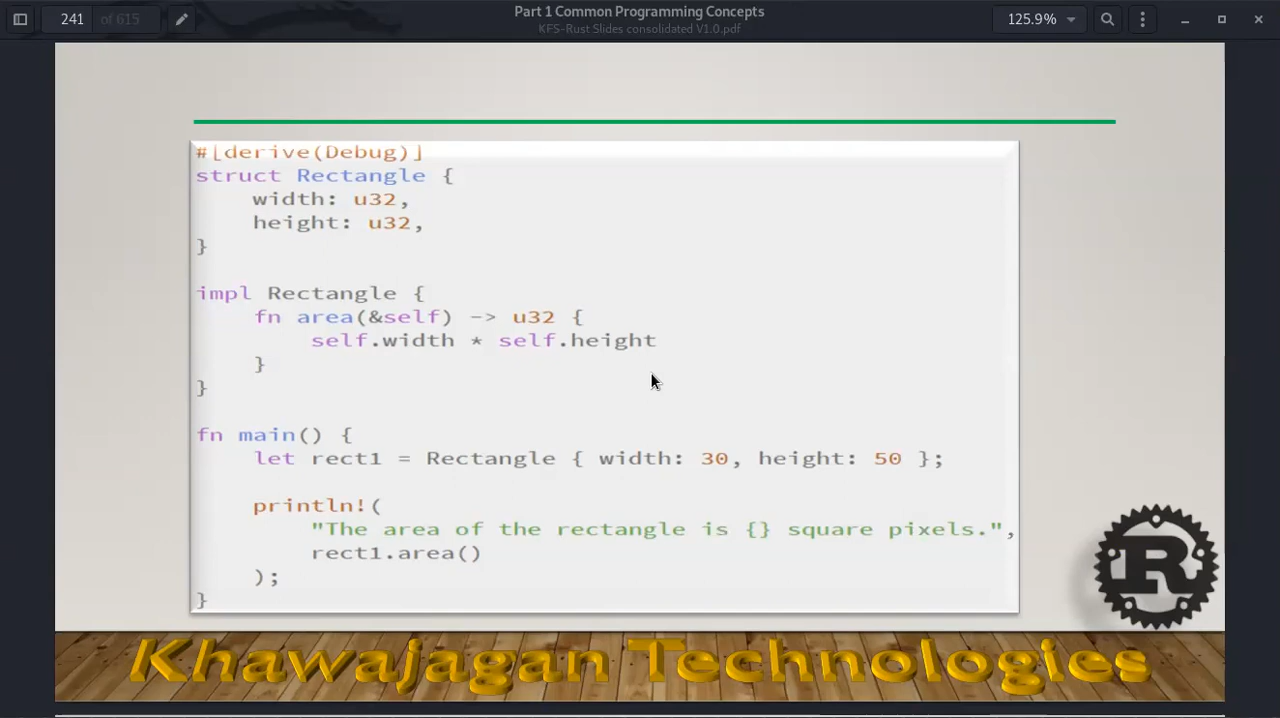 241 of 615
Part 1 Common Programming Concepts
KFS-Rust Slides consolidated V1.0.pdf
125.9%
#[derive(Debug)]
struct Rectangle {
    width: u32,
    height: u32,
}
impl Rectangle {
    fn area(&self) -> u32 {
        self.width * self.height
    }
}
fn main() {
    let rect1 = Rectangle { width: 30, height: 50 };
    println!(
        "The area of the rectangle is {} square pixels.",
        rect1.area()
    );
}
R
Khawajagan Technologies